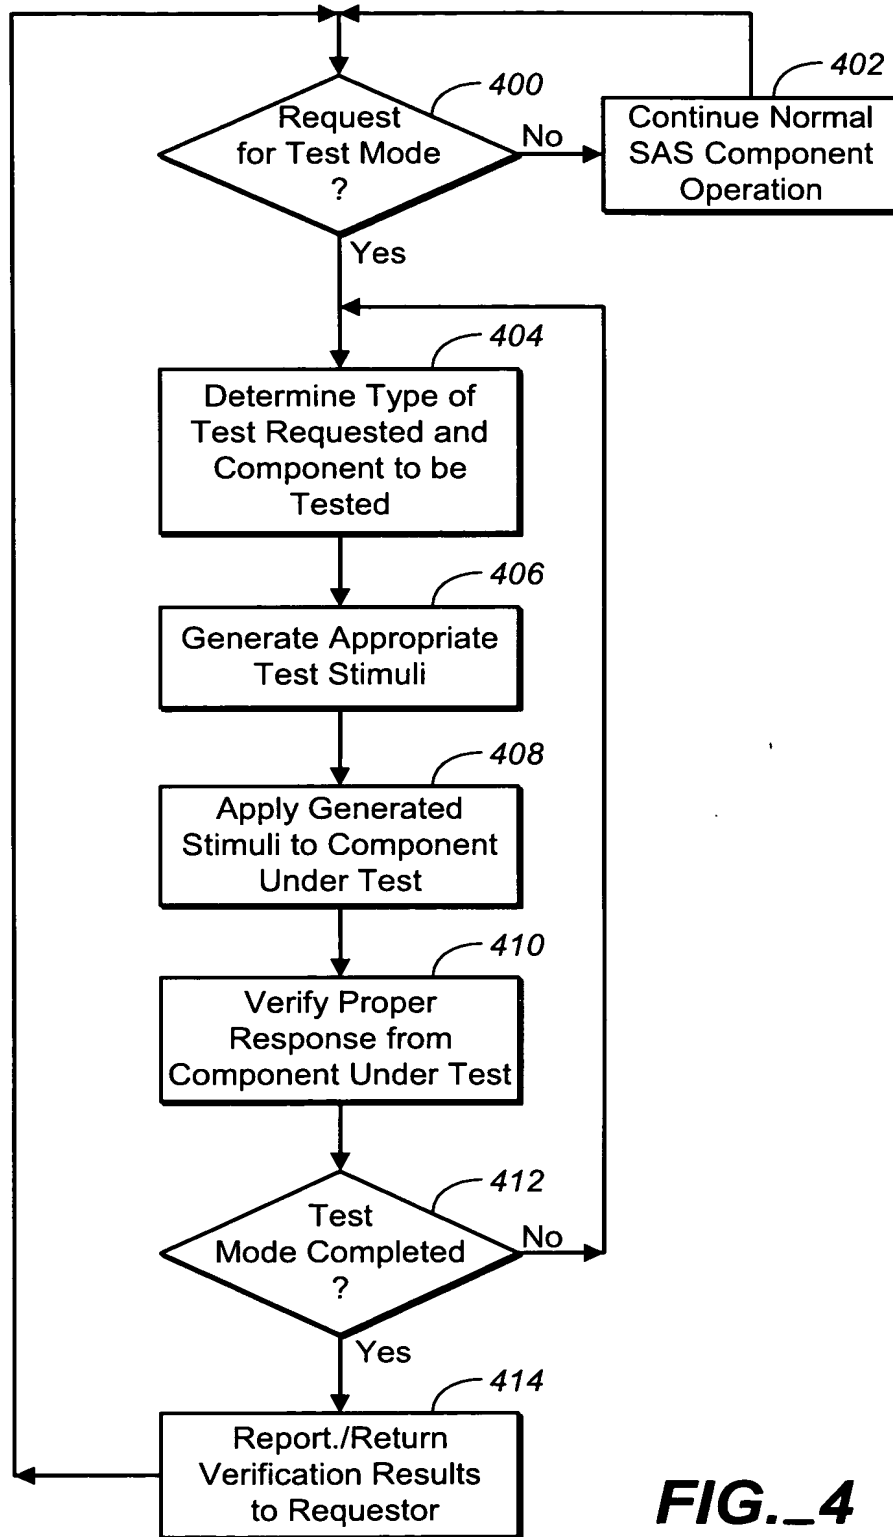 400
Request
for Test Mode
?
No
402
Continue Normal
SAS Component
Operation
Yes
404
Determine Type of
Test Requested and
Component to be
Tested
406
Generate Appropriate
Test Stimuli
408
Apply Generated
Stimuli to Component
Under Test
410
Verify Proper
Response from
Component Under Test
412
Test
Mode Completed
?
No
Yes
414
Report./Return
Verification Results
to Requestor
FIG._4